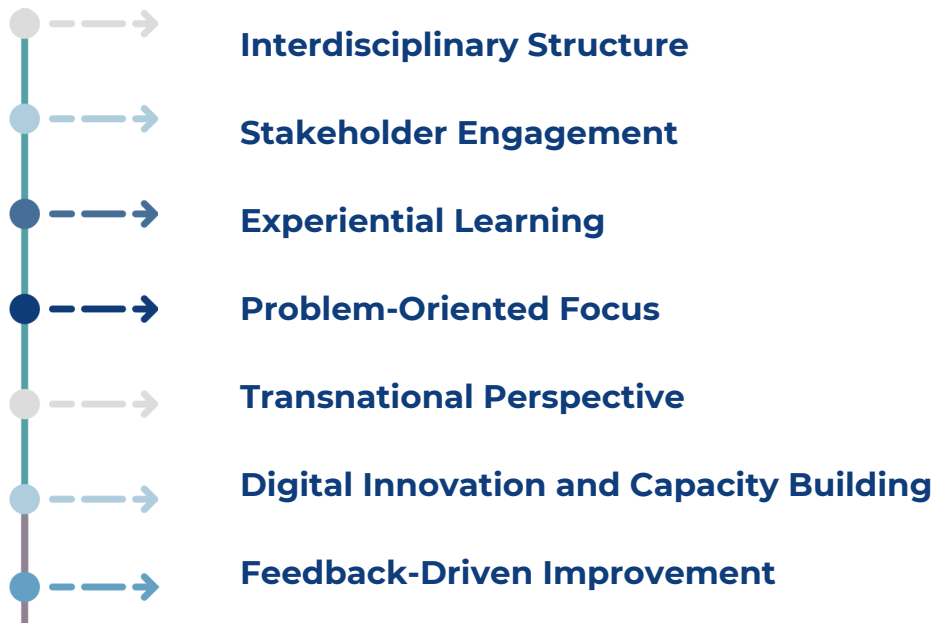 Interdisciplinary Structure
Stakeholder Engagement
Experiential Learning
Problem-Oriented Focus
Transnational Perspective
Digital Innovation and Capacity Building
Feedback-Driven Improvement